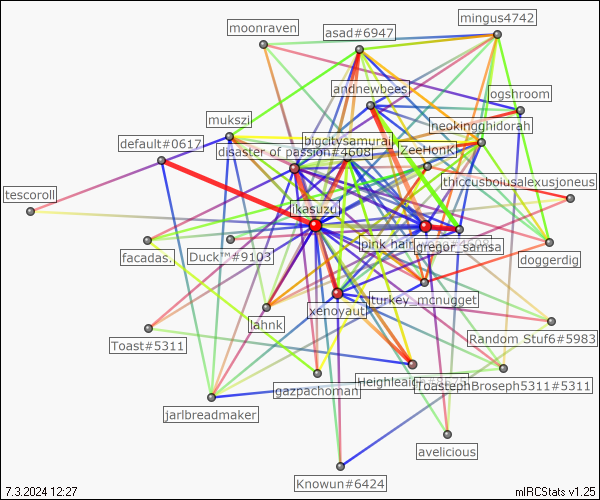 mingus4742
moonraven
asad#6947
andnewbees
ogshroom
mukszi
neokingghidorah
default#0617
bigcitysamurai
disaster of passion#4608
ZeeHonK
thiccusboiusalexusjoneus
tescoroll
lkasuzu
facadas.
Duck™#9103
pink hair
gregor_samsa
doggerdig
turkey_mcnugget
xenoyaut
lahnk
Toast#5311
Random Stuf6#5983
gazpachoman
ToastephBroseph5311#5311
jarlbreadmaker
avelicious
Knowun#6424
7.3.2024 12:27
mIRCStats v1.25